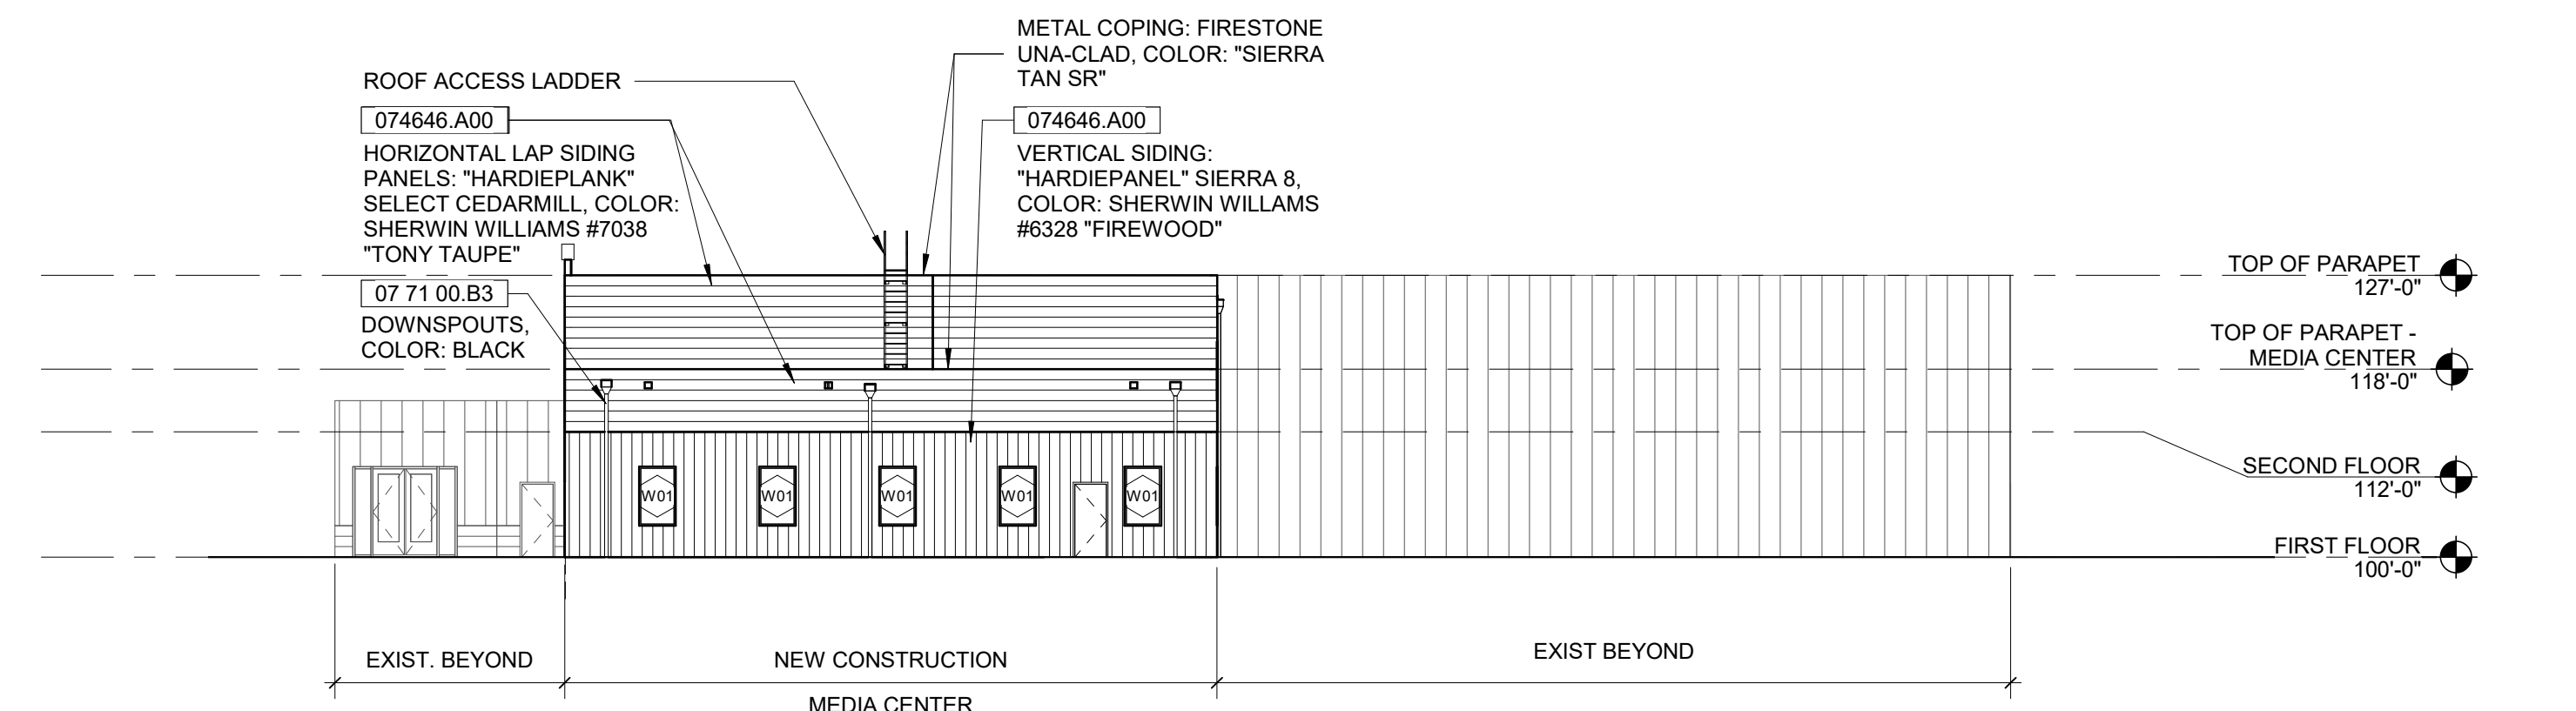 METAL COPING: FIRESTONE
UNA-CLAD, COLOR: "SIERRA
TAN SR"
ROOF ACCESS LADDER
074646.A00
HORIZONTAL LAP SIDING
PANELS: "HARDIEPLANK"
SELECT CEDARMILL, COLOR:
SHERWIN WILLIAMS #7038
"TONY TAUPE"
074646.A00
VERTICAL SIDING:
"HARDIEPANEL" SIERRA 8,
COLOR: SHERWIN WILLAMS
#6328 "FIREWOOD"
07 71 00.B3
DOWNSPOUTS,
COLOR: BLACK
TOP OF PARAPET
127'-0"
TOP OF PARAPET -
MEDIA CENTER
118'-0"
SECOND FLOOR
112'-0"
FIRST FLOOR
100'-0"
W01
W01
W01
W01
W01
EXIST. BEYOND
NEW CONSTRUCTION
EXIST BEYOND
MEDIA CENTER